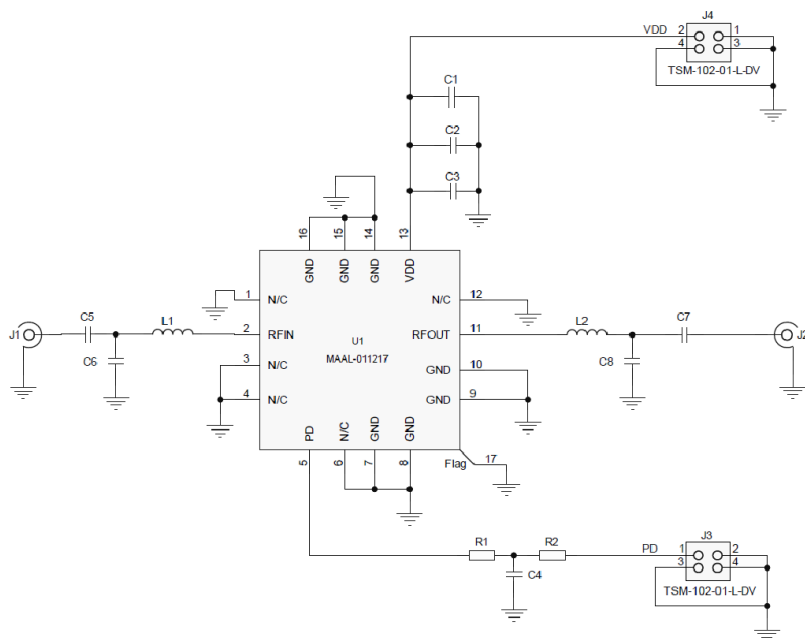 J4
VDD 2 1
4 3
TSM-102-01-L-DV
C1
C2
C3
16 15 14 13
GND GND GND VDD
1 N/C N/C 12
J1 C5 L1 2 RFIN RFOUT 11 L2 C7 J2
U1
MAAL-011217
C6 3 N/C GND 10 C8
4 N/C GND 9
PD N/C GND GND
5 6 7 8 Flag 17
R1 R2 PD 1 2
J3
3 4
C4
TSM-102-01-L-DV